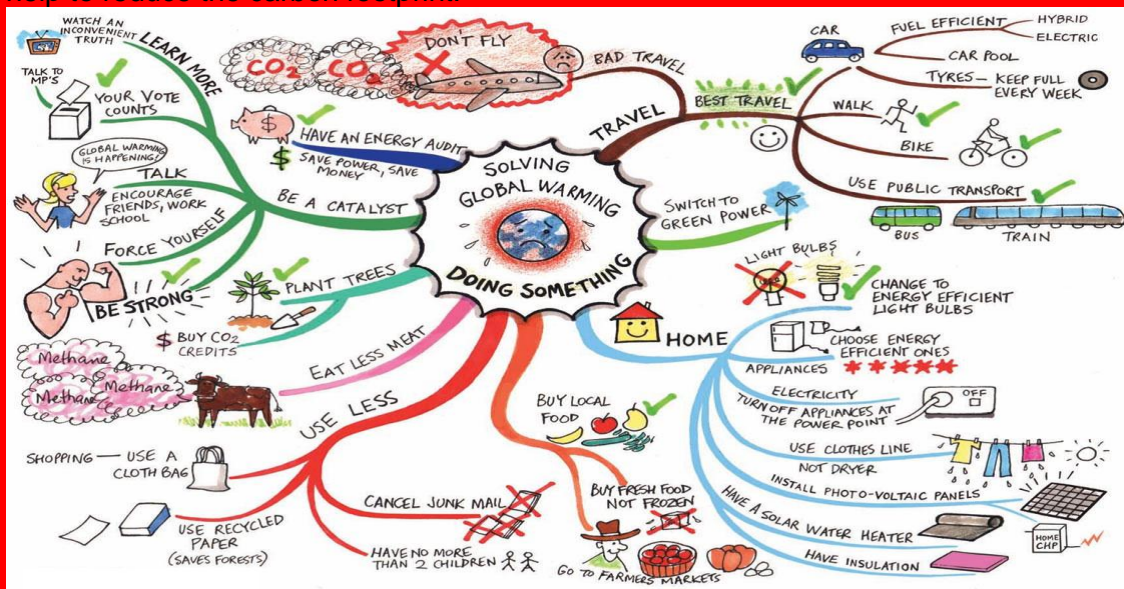 help to reduce the carbon footprint.
SOLVING
GLOBAL WARMING
DOING SOMETHING
TRAVEL
BAD TRAVEL
DON'T FLY
CO2
CO2
BEST TRAVEL
CAR
FUEL EFFICIENT
HYBRID
ELECTRIC
CAR POOL
TYRES – KEEP FULL
EVERY WEEK
WALK
BIKE
USE PUBLIC TRANSPORT
BUS
TRAIN
SWITCH TO
GREEN POWER
HOME
LIGHT BULBS
CHANGE TO
ENERGY EFFICIENT
LIGHT BULBS
CHOOSE ENERGY
EFFICIENT ONES
APPLIANCES
ELECTRICITY
TURN OFF APPLIANCES AT
THE POWER POINT
OFF
USE CLOTHES LINE
NOT DRYER
INSTALL PHOTO-VOLTAIC PANELS
HOME
CHP
HAVE A SOLAR WATER HEATER
HAVE INSULATION
BUY LOCAL
FOOD
BUY FRESH FOOD
NOT FROZEN
GO TO FARMERS MARKETS
USE LESS
SHOPPING — USE A
CLOTH BAG
USE RECYCLED
PAPER
(SAVES FORESTS)
CANCEL JUNK MAIL
HAVE NO MORE
THAN 2 CHILDREN
EAT LESS MEAT
Methane
Methane
Methane
PLANT TREES
$ BUY CO2
CREDITS
BE A CATALYST
LEARN MORE
WATCH AN
INCONVENIENT
TRUTH
TALK TO
MP'S
YOUR VOTE
COUNTS
GLOBAL WARMING
IS HAPPENING!
TALK
ENCOURAGE
FRIENDS, WORK
SCHOOL
FORCE YOURSELF
BE STRONG
$
HAVE AN ENERGY AUDIT
$ SAVE POWER, SAVE
MONEY